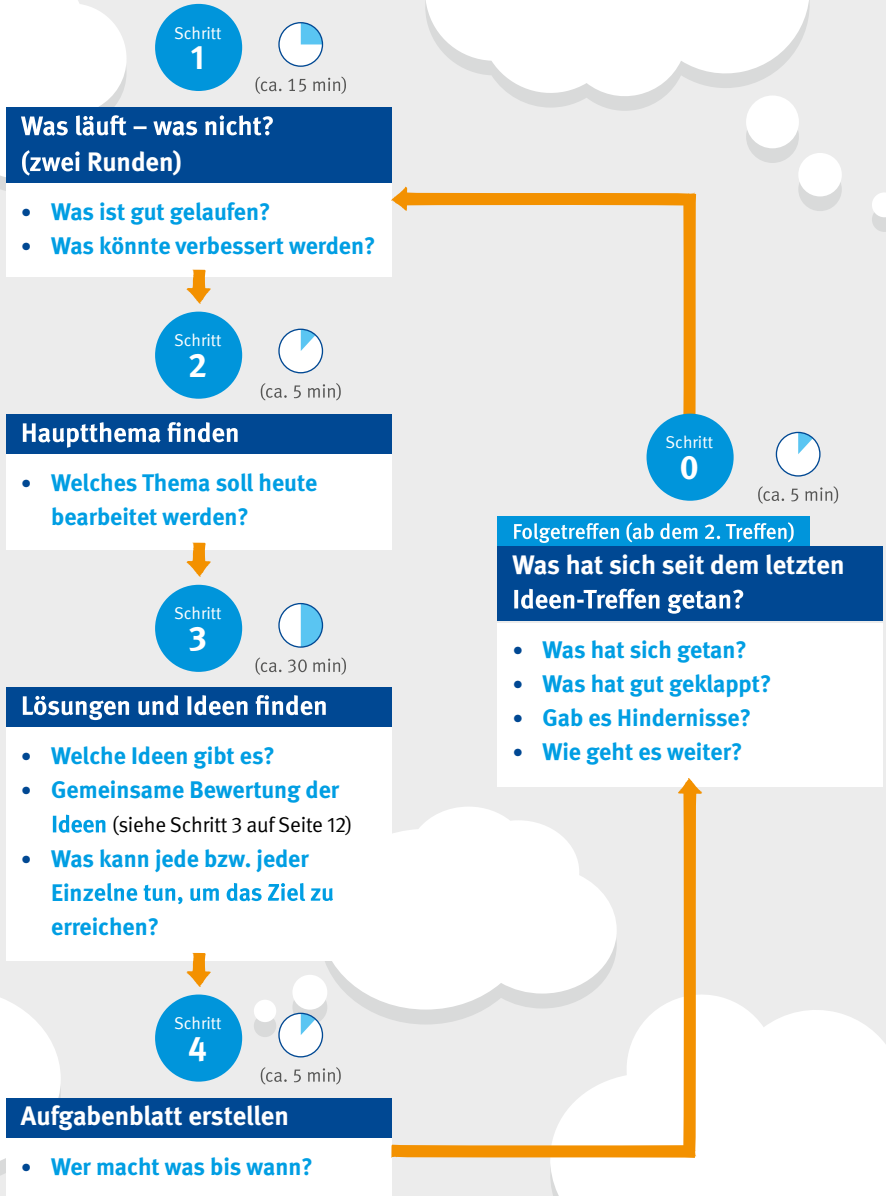 Schritt
1
(ca. 15 min)
Was läuft – was nicht?
(zwei Runden)
• Was ist gut gelaufen?
• Was könnte verbessert werden?
Schritt
2
(ca. 5 min)
Hauptthema finden
• Welches Thema soll heute
bearbeitet werden?
Schritt
3
(ca. 30 min)
Lösungen und Ideen finden
• Welche Ideen gibt es?
• Gemeinsame Bewertung der
Ideen (siehe Schritt 3 auf Seite 12)
• Was kann jede bzw. jeder
Einzelne tun, um das Ziel zu
erreichen?
Schritt
4
(ca. 5 min)
Aufgabenblatt erstellen
• Wer macht was bis wann?
Schritt
0
(ca. 5 min)
Folgetreffen (ab dem 2. Treffen)
Was hat sich seit dem letzten
Ideen-Treffen getan?
• Was hat sich getan?
• Was hat gut geklappt?
• Gab es Hindernisse?
• Wie geht es weiter?